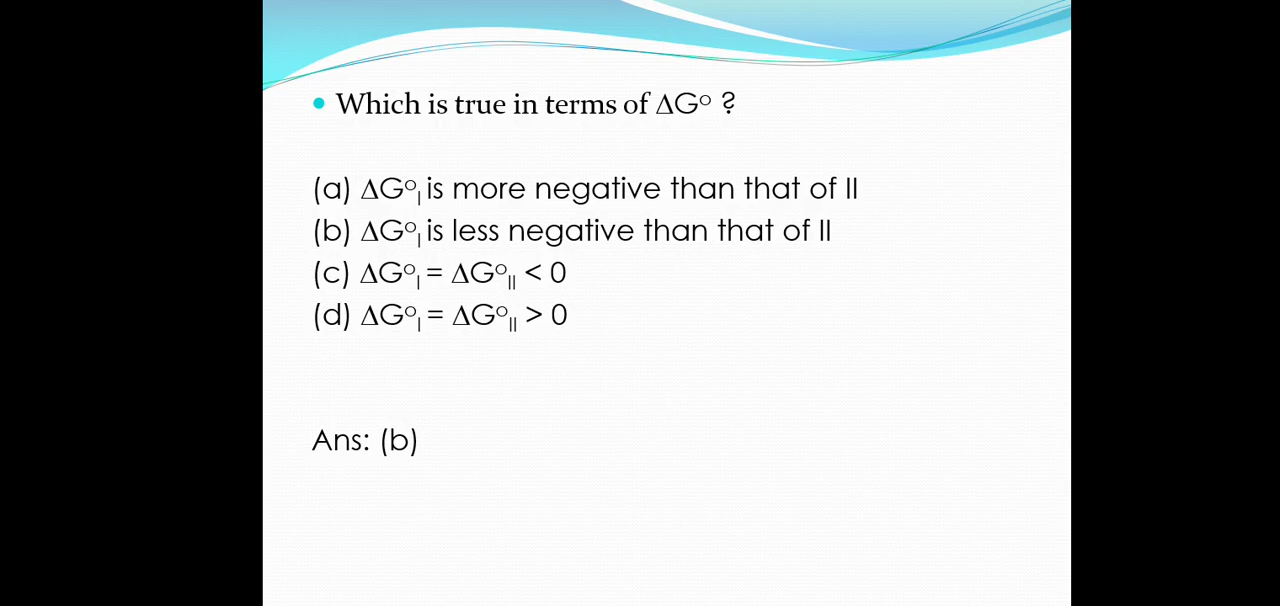 • Which is true in terms of ΔG° ?
(a) ΔG°I is more negative than that of II
(b) ΔG°I is less negative than that of II
(c) ΔG°I = ΔG°II < 0
(d) ΔG°I = ΔG°II > 0
Ans: (b)